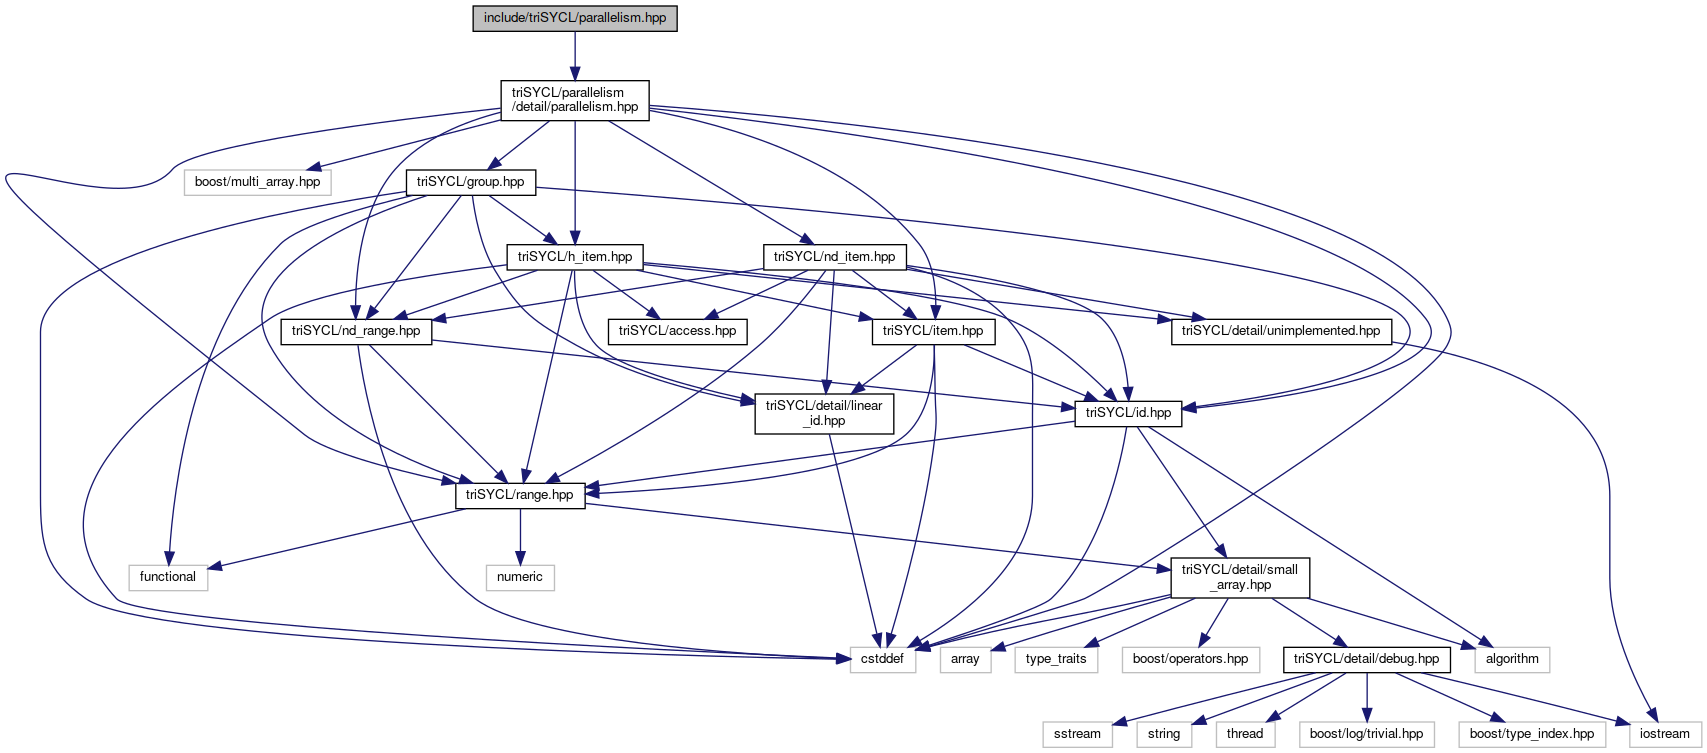 include/triSYCL/parallelism.hpp
triSYCL/parallelism
/detail/parallelism.hpp
boost/multi_array.hpp
triSYCL/group.hpp
triSYCL/h_item.hpp
triSYCL/nd_item.hpp
triSYCL/nd_range.hpp
triSYCL/access.hpp
triSYCL/item.hpp
triSYCL/detail/unimplemented.hpp
triSYCL/detail/linear
_id.hpp
triSYCL/id.hpp
triSYCL/range.hpp
functional
numeric
triSYCL/detail/small
_array.hpp
cstddef
array
type_traits
boost/operators.hpp
triSYCL/detail/debug.hpp
algorithm
sstream
string
thread
boost/log/trivial.hpp
boost/type_index.hpp
iostream